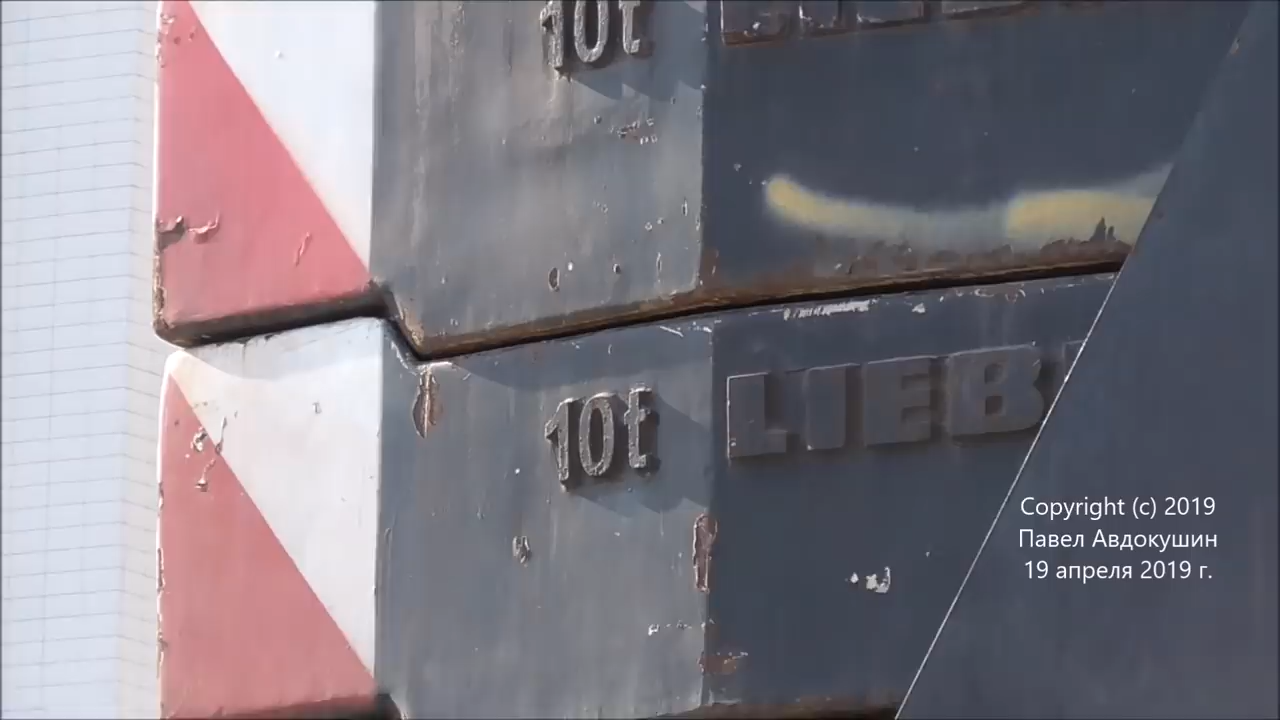 10t
10t
LIEB
Copyright (c) 2019
Павел Авдокушин
19 апреля 2019 г.